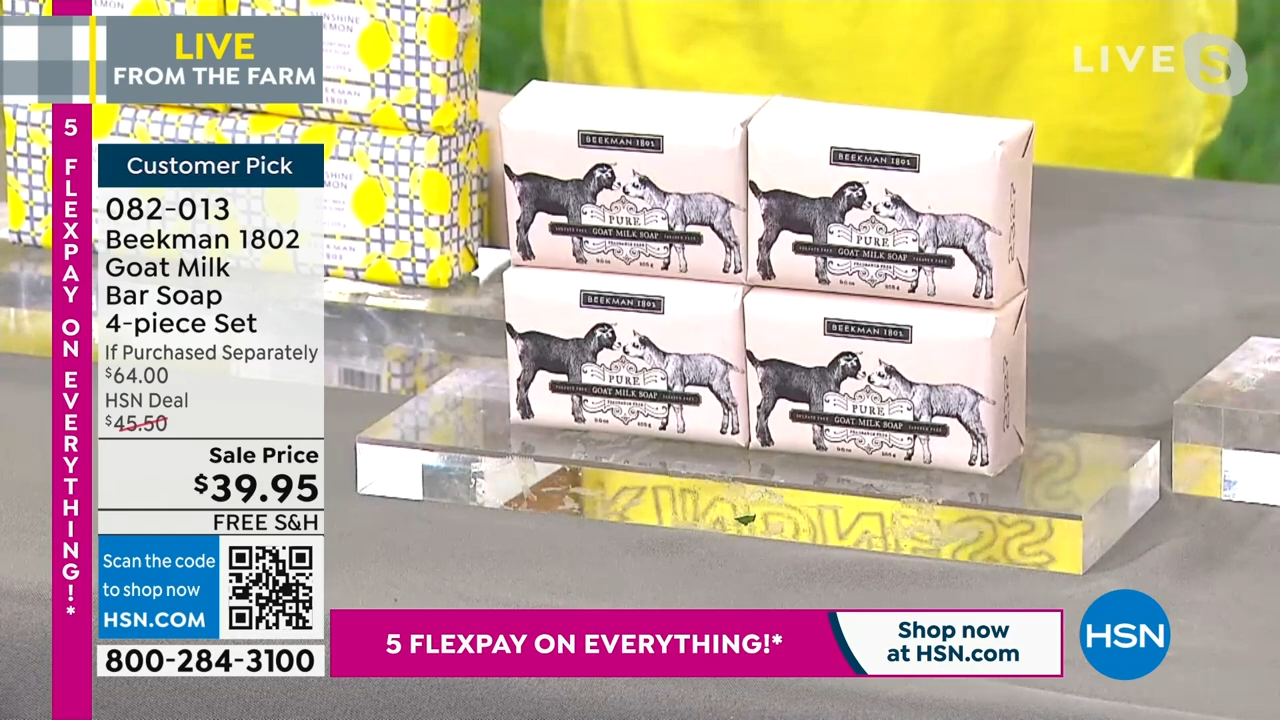 LIVE
FROM THE FARM
5 FLEXPAY ON EVERYTHING!*
Customer Pick
082-013
Beekman 1802
Goat Milk
Bar Soap
4-piece Set
If Purchased Separately
$64.00
HSN Deal
$45.50
Sale Price
$39.95
FREE S&H
Scan the code
to shop now
HSN.COM
800-284-3100
5 FLEXPAY ON EVERYTHING!*
Shop now
at HSN.com
HSN
LIVE S
BEEKMAN 1802
PURE
GOAT MILK SOAP
BEEKMAN 1802
PURE
GOAT MILK SOAP
FRAGRANCE FREE
BEEKMAN 1802
PURE
GOAT MILK SOAP
BEEKMAN 1802
PURE
GOAT MILK SOAP
SUNSHINE
LEMON